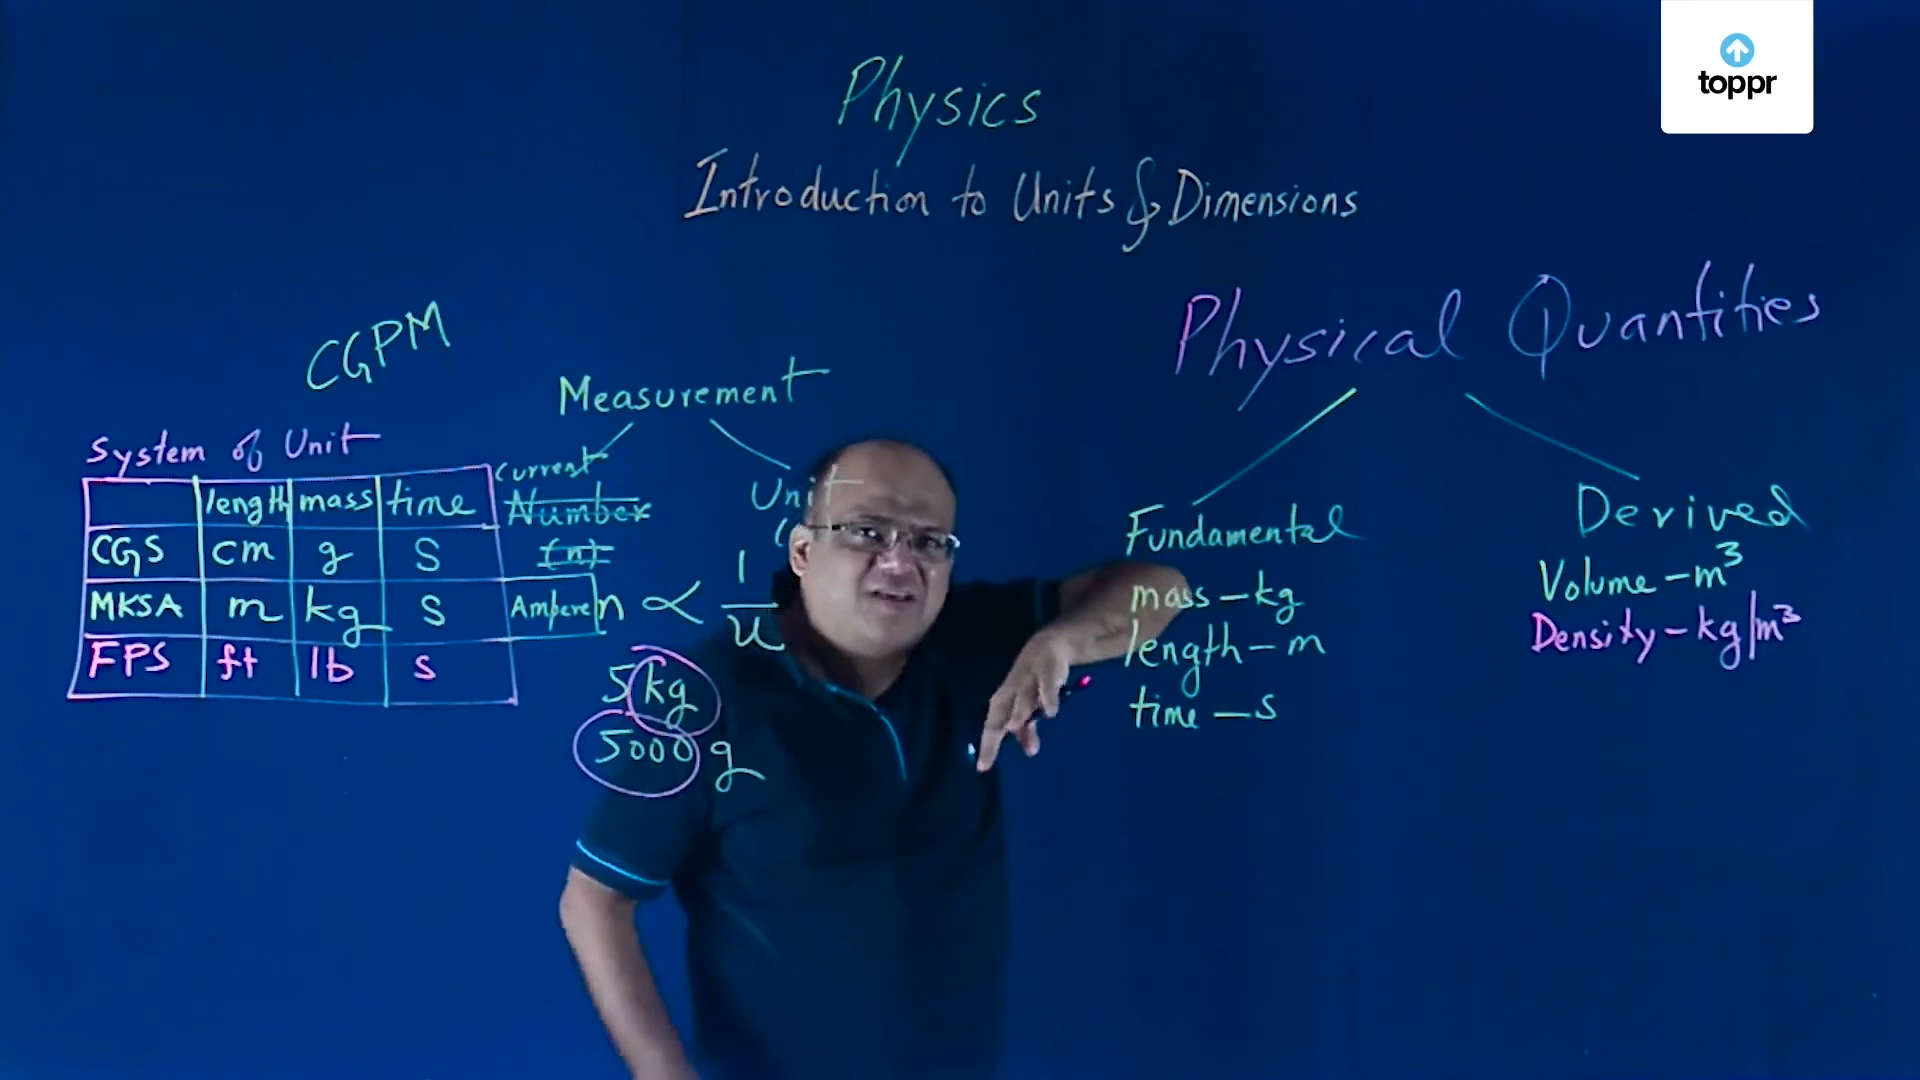 toppr
Physics
Introduction to Units & Dimensions
CGPM
Measurement
Unit
Number
(n)
n ∝ 1/u
5kg
5000g
System of Unit
length mass time current
CGS cm g s
MKSA m kg s Ampere
FPS ft lb s
Physical Quantities
Fundamental
mass – kg
length – m
time – s
Derived
Volume – m³
Density – kg/m³